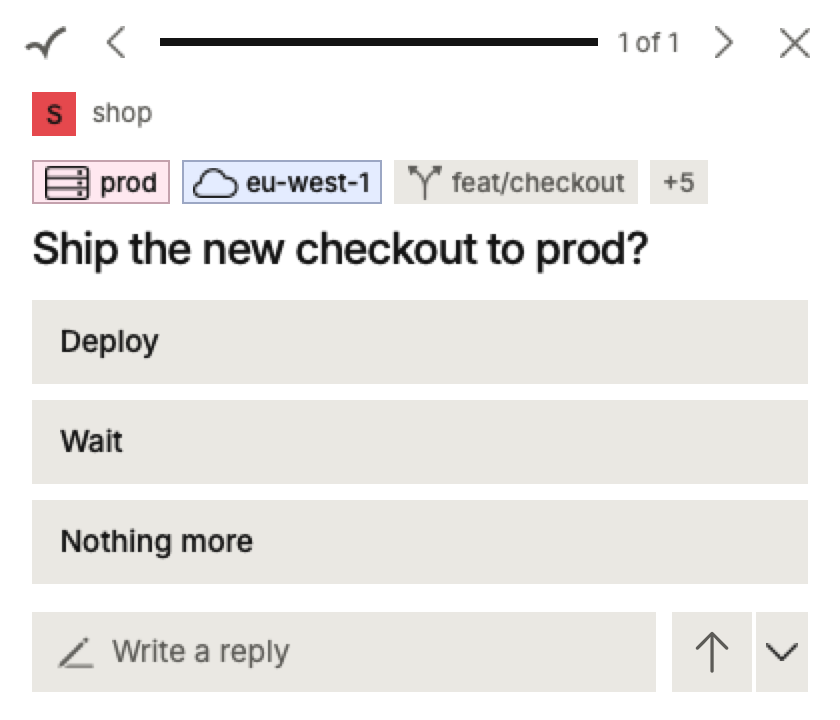 1 of 1
S shop
prod eu-west-1 feat/checkout +5
Ship the new checkout to prod?
Deploy
Wait
Nothing more
Write a reply